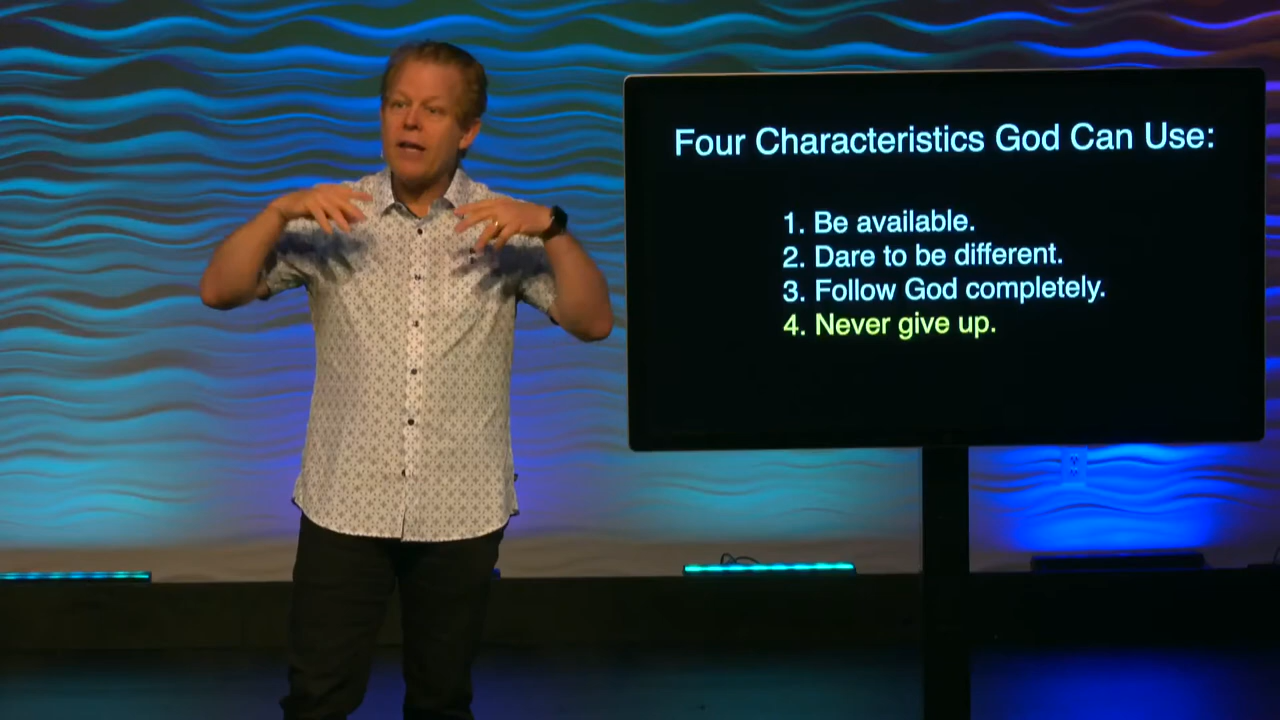 Four Characteristics God Can Use:
1. Be available.
2. Dare to be different.
3. Follow God completely.
4. Never give up.